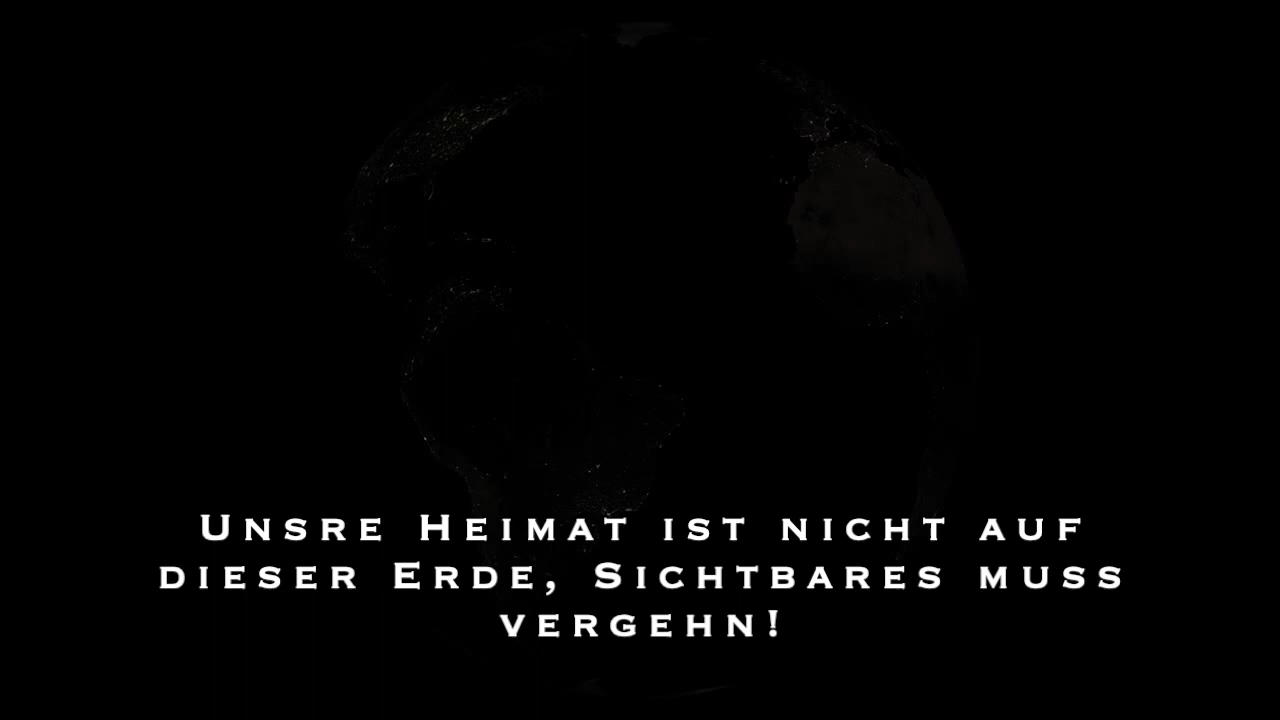 Unsre Heimat ist nicht auf
dieser Erde, Sichtbares muss
vergehn!